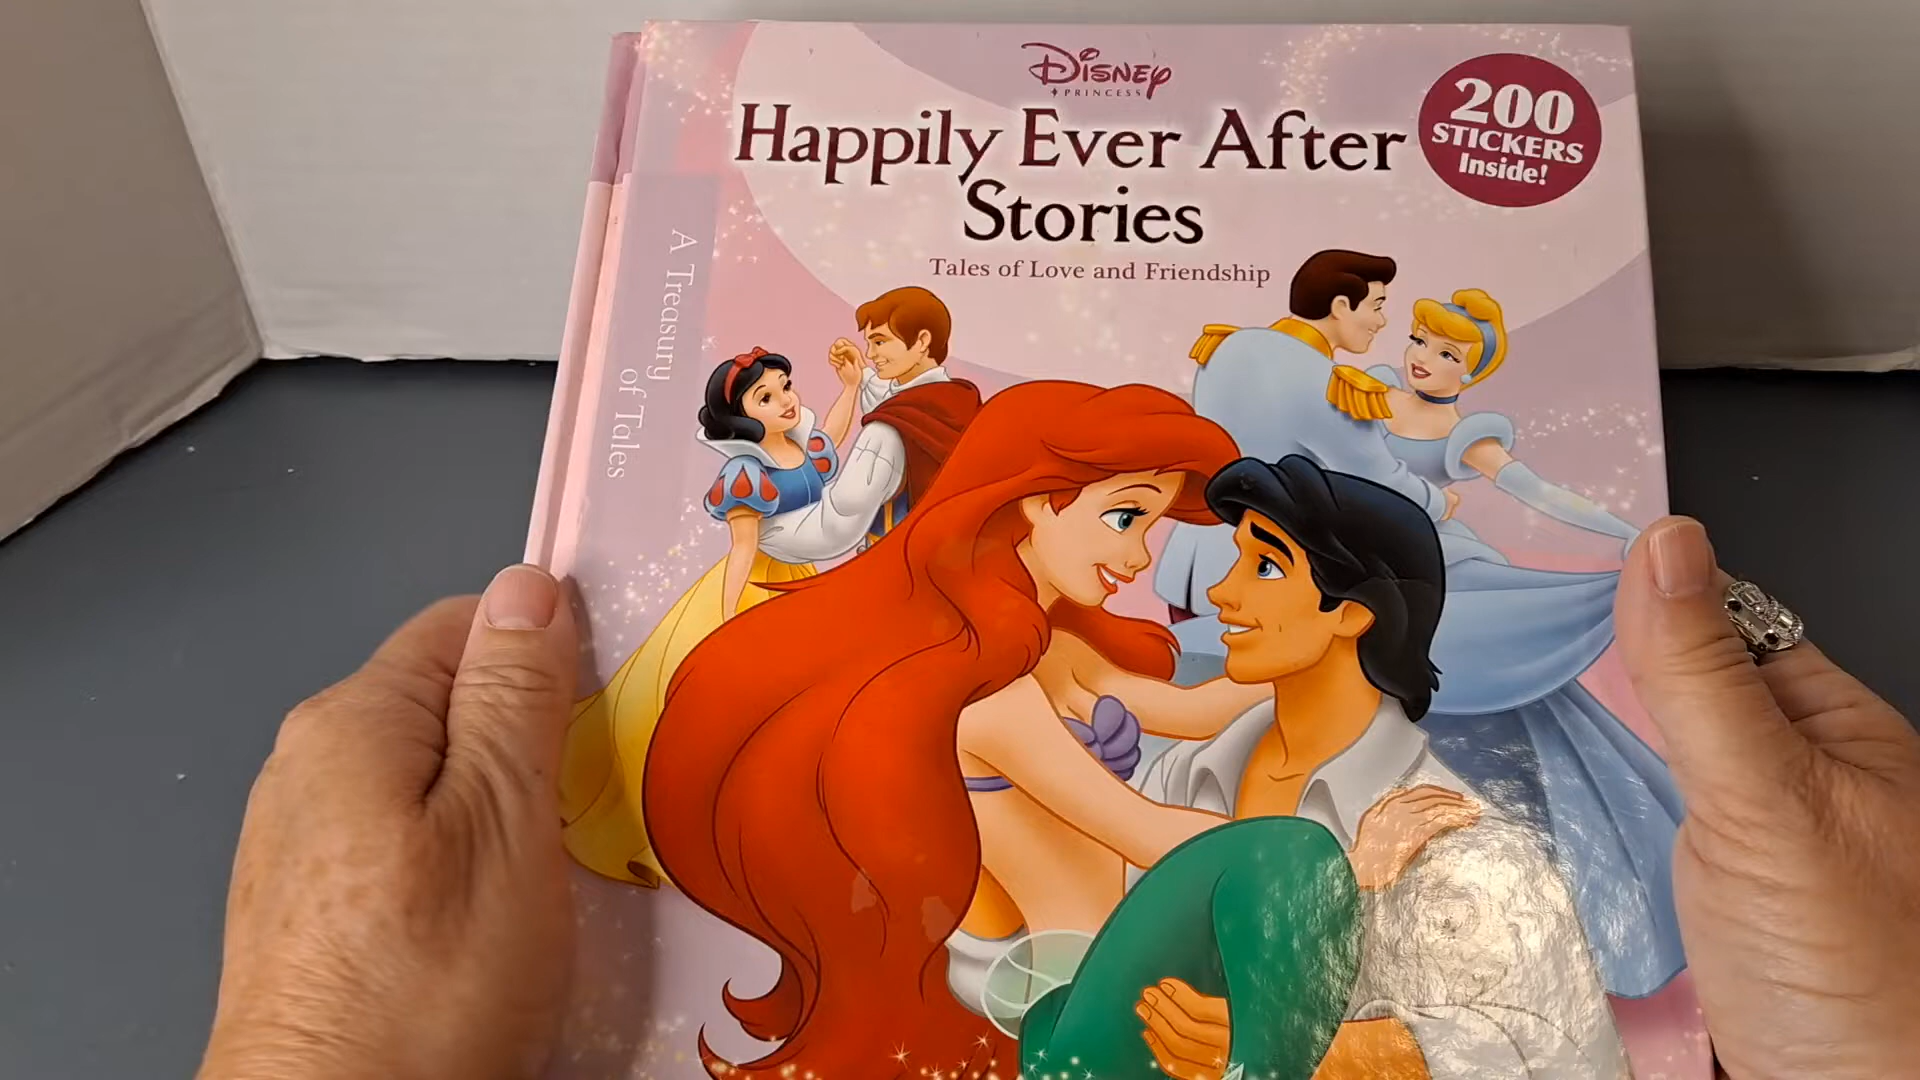 DISNEY
PRINCESS
Happily Ever After
Stories
Tales of Love and Friendship
200
STICKERS
Inside!
A Treasury
of Tales